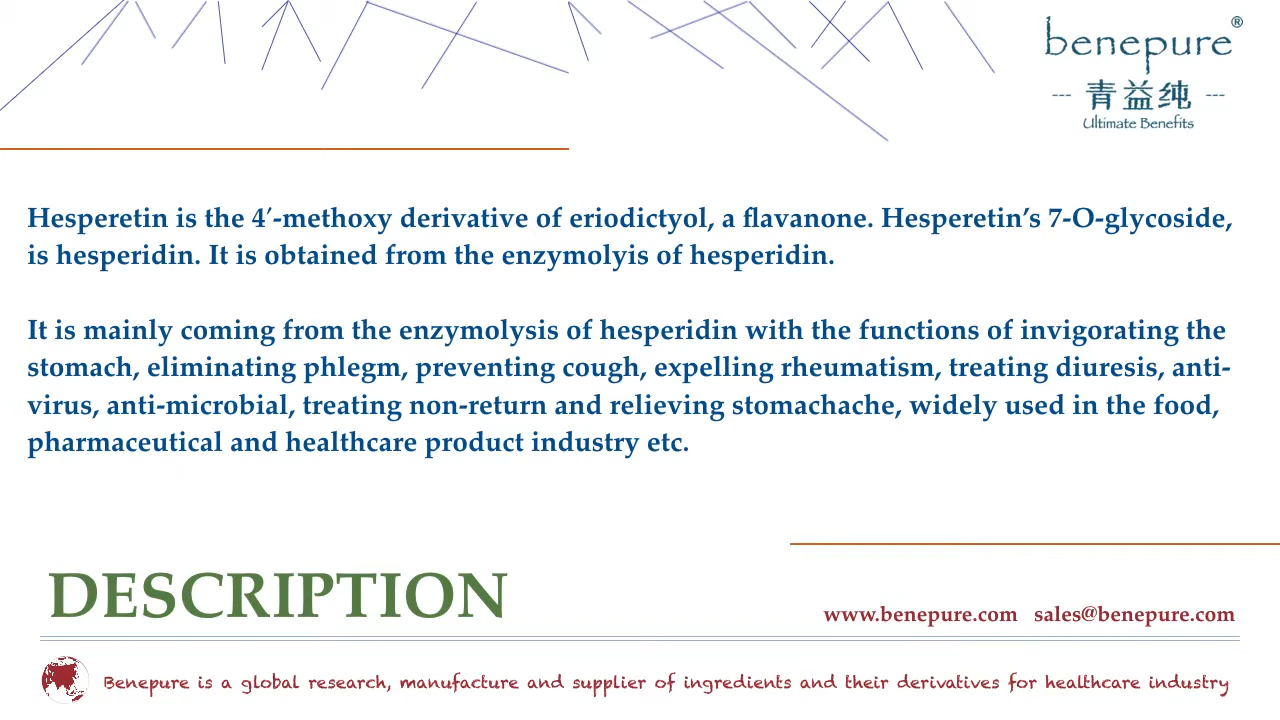 benepure®
--- 青益纯 ---
Ultimate Benefits
Hesperetin is the 4′-methoxy derivative of eriodictyol, a flavanone. Hesperetin’s 7-O-glycoside,
is hesperidin. It is obtained from the enzymolyis of hesperidin.
It is mainly coming from the enzymolysis of hesperidin with the functions of invigorating the
stomach, eliminating phlegm, preventing cough, expelling rheumatism, treating diuresis, anti-
virus, anti-microbial, treating non-return and relieving stomachache, widely used in the food,
pharmaceutical and healthcare product industry etc.
DESCRIPTION
www.benepure.com sales@benepure.com
Benepure is a global research, manufacture and supplier of ingredients and their derivatives for healthcare industry